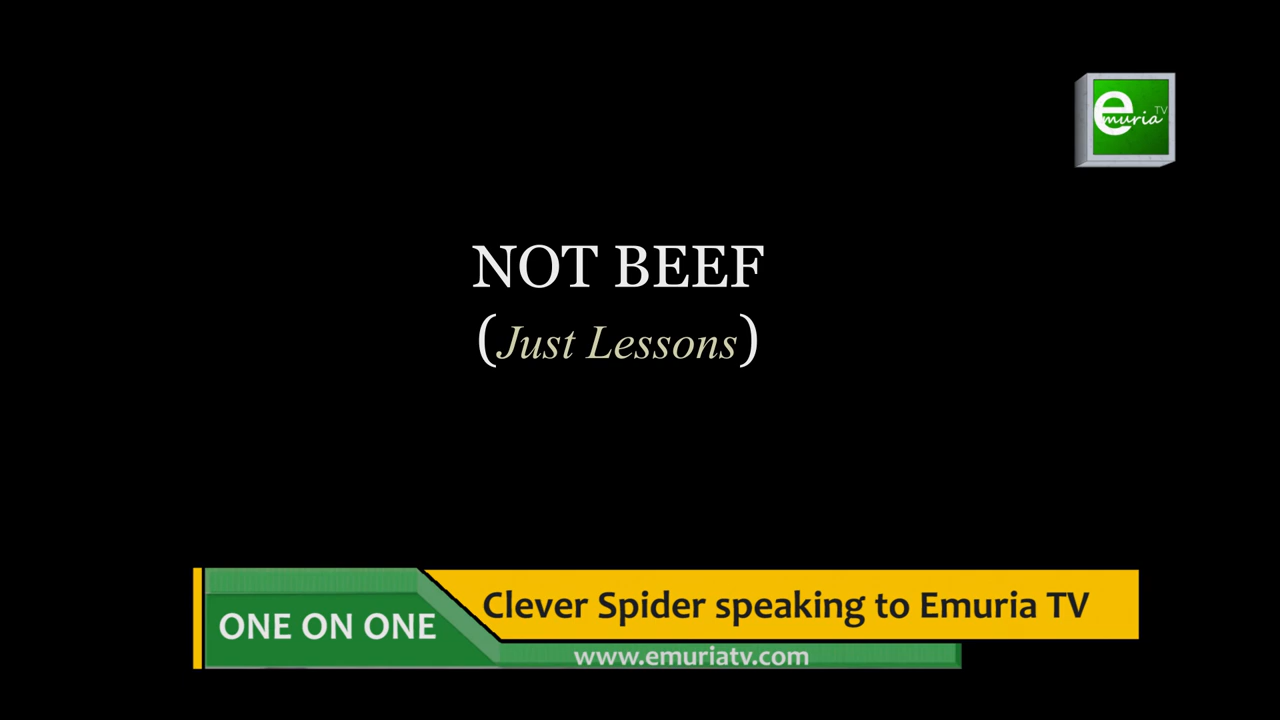 emuria TV
NOT BEEF
(Just Lessons)
Clever Spider speaking to Emuria TV
ONE ON ONE
www.emuriatv.com